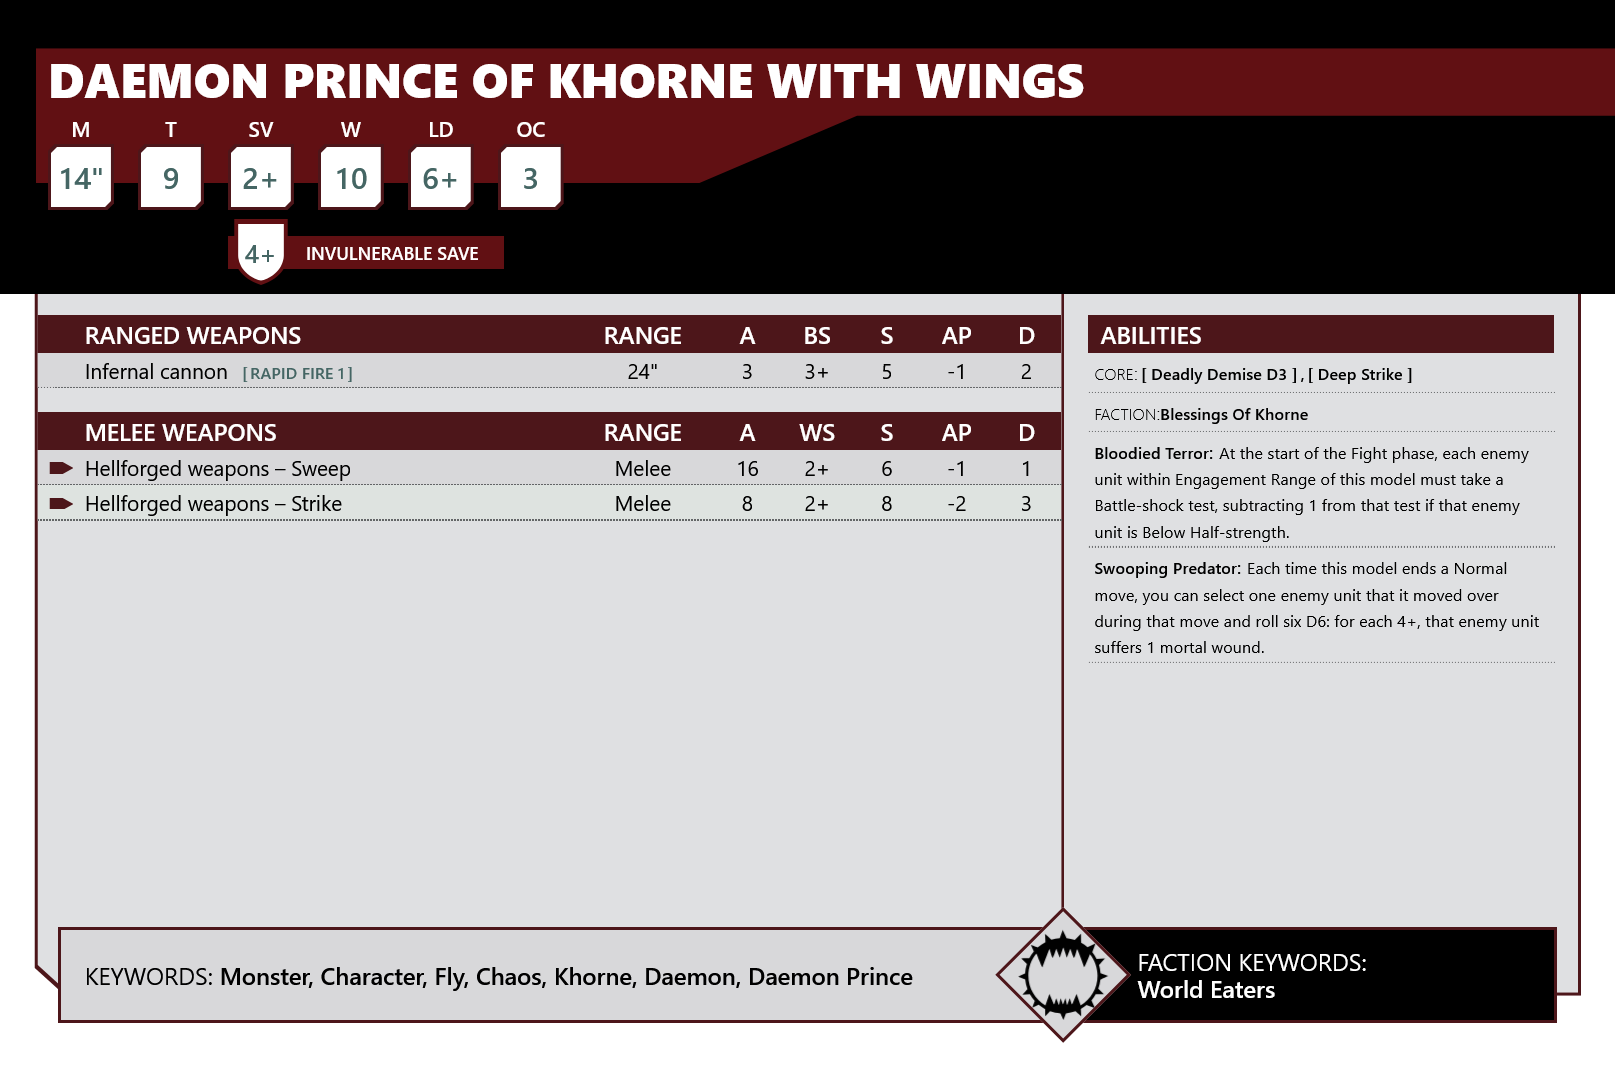 DAEMON PRINCE OF KHORNE WITH WINGS
M T SV W LD OC
14" 9 2+ 10 6+ 3
4+ INVULNERABLE SAVE
RANGED WEAPONS RANGE A BS S AP D
Infernal cannon [ RAPID FIRE 1 ] 24" 3 3+ 5 -1 2
MELEE WEAPONS RANGE A WS S AP D
Hellforged weapons – Sweep Melee 16 2+ 6 -1 1
Hellforged weapons – Strike Melee 8 2+ 8 -2 3
ABILITIES
CORE: [ Deadly Demise D3 ] , [ Deep Strike ]
FACTION:Blessings Of Khorne
Bloodied Terror: At the start of the Fight phase, each enemy
unit within Engagement Range of this model must take a
Battle-shock test, subtracting 1 from that test if that enemy
unit is Below Half-strength.
Swooping Predator: Each time this model ends a Normal
move, you can select one enemy unit that it moved over
during that move and roll six D6: for each 4+, that enemy unit
suffers 1 mortal wound.
KEYWORDS: Monster, Character, Fly, Chaos, Khorne, Daemon, Daemon Prince
FACTION KEYWORDS:
World Eaters